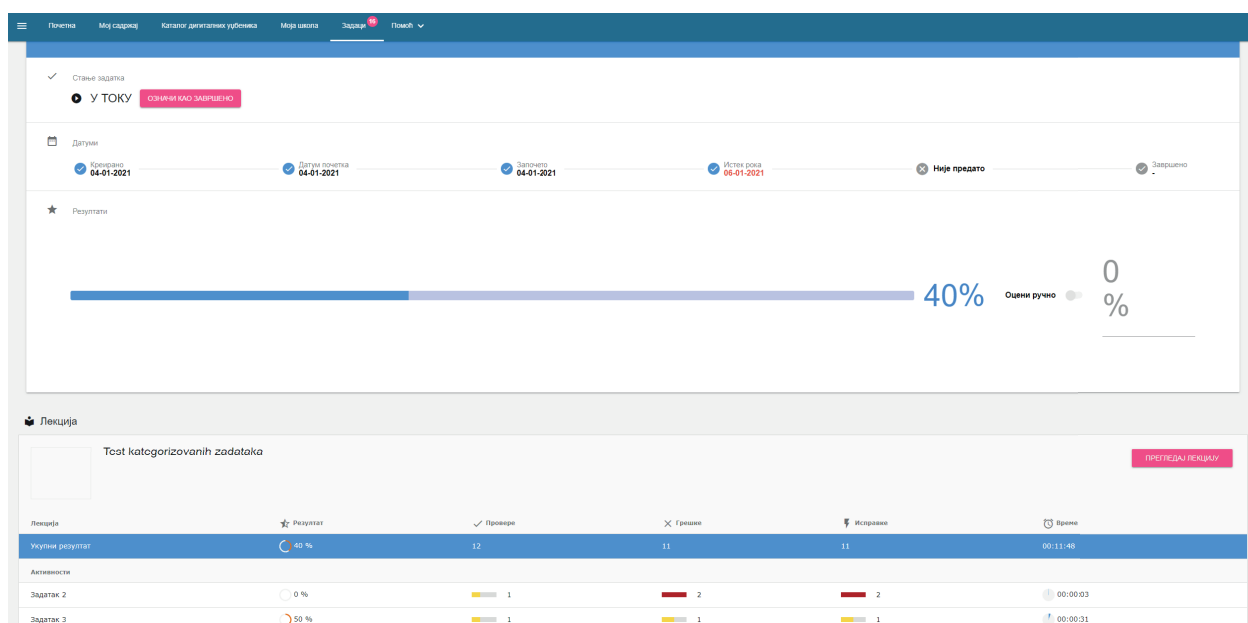 Почетна Мој садржај Каталог дигиталних уџбеника Моја школа Задаци 16 Помоћ
Стање задатка
У ТОКУ ОЗНАЧИ КАО ЗАВРШЕНО
Датуми
Креирано Датум почетка Започето Истек рока Није предато Завршено
04-01-2021 04-01-2021 04-01-2021 06-01-2021 -
Резултати
40% Оцени ручно 0 %
Лекција
Test kategorizovanih zadataka ПРЕГЛЕДАЈ ЛЕКЦИЈУ
Лекција Резултат Провере Грешке Исправке Време
Укупни резултат 40 % 12 11 11 00:11:48
Активности
Задатак 2 0 % 1 2 2 00:00:03
Задатак 3 50 % 1 1 1 00:00:31